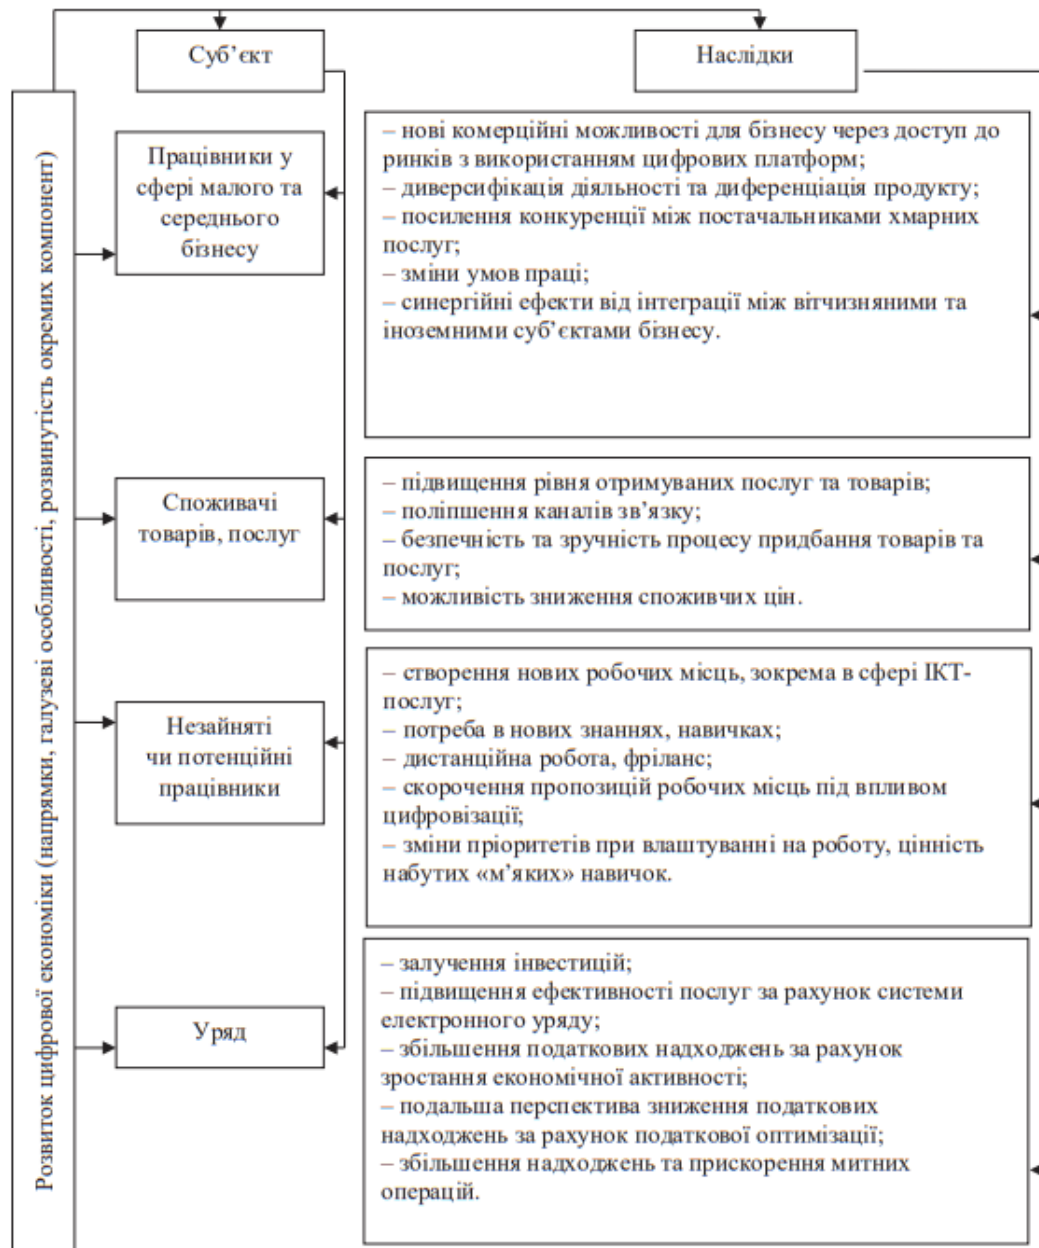 Суб’єкт
Наслідки
Розвиток цифрової економіки (напрямки, галузеві особливості, розвинутість окремих компонент)
Працівники у
сфері малого та
середнього
бізнесу
– нові комерційні можливості для бізнесу через доступ до
ринків з використанням цифрових платформ;
– диверсифікація діяльності та диференціація продукту;
– посилення конкуренції між постачальниками хмарних
послуг;
– зміни умов праці;
– синергійні ефекти від інтеграції між вітчизняними та
іноземними суб’єктами бізнесу.
Споживачі
товарів, послуг
– підвищення рівня отримуваних послуг та товарів;
– поліпшення каналів зв’язку;
– безпечність та зручність процесу придбання товарів та
послуг;
– можливість зниження споживчих цін.
Незайняті
чи потенційні
працівники
– створення нових робочих місць, зокрема в сфері ІКТ-
послуг;
– потреба в нових знаннях, навичках;
– дистанційна робота, фріланс;
– скорочення пропозицій робочих місць під впливом
цифровізації;
– зміни пріоритетів при влаштуванні на роботу, цінність
набутих «м’яких» навичок.
Уряд
– залучення інвестицій;
– підвищення ефективності послуг за рахунок системи
електронного уряду;
– збільшення податкових надходжень за рахунок
зростання економічної активності;
– подальша перспектива зниження податкових
надходжень за рахунок податкової оптимізації;
– збільшення надходжень та прискорення митних
операцій.